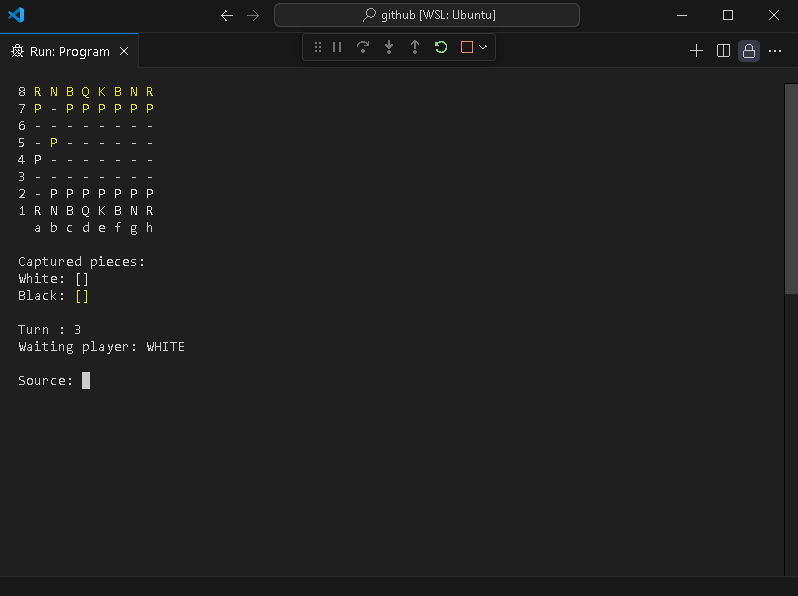 github [WSL: Ubuntu]
Run: Program
8 R N B Q K B N R
7 P - P P P P P P
6 - - - - - - - -
5 - P - - - - - -
4 P - - - - - - -
3 - - - - - - - -
2 - P P P P P P P
1 R N B Q K B N R
a b c d e f g h
Captured pieces:
White: []
Black: []
Turn : 3
Waiting player: WHITE
Source: